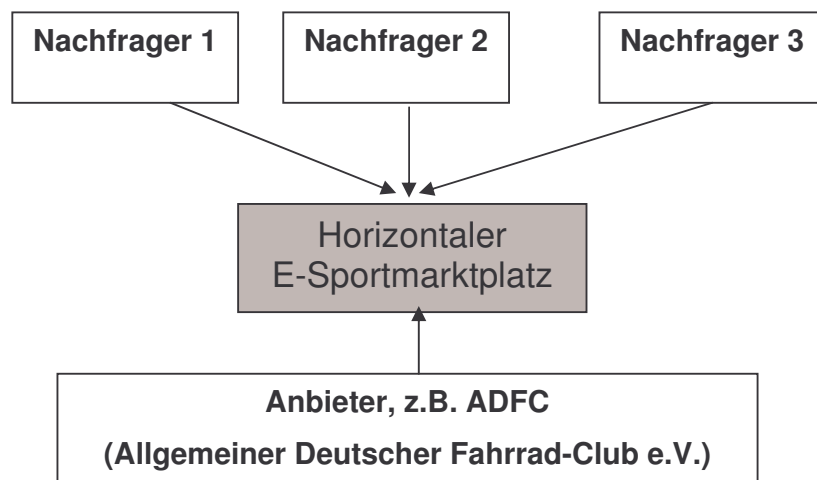 Nachfrager 1
Nachfrager 2
Nachfrager 3
Horizontaler
E-Sportmarktplatz
Anbieter, z.B. ADFC
(Allgemeiner Deutscher Fahrrad-Club e.V.)